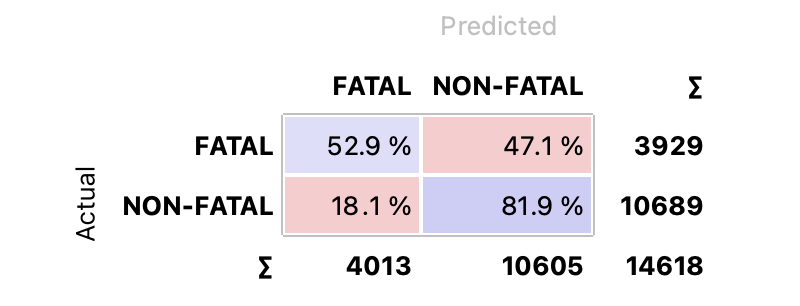 Predicted
FATAL NON-FATAL ∑
FATAL 52.9 % 47.1 % 3929
Actual
NON-FATAL 18.1 % 81.9 % 10689
∑ 4013 10605 14618